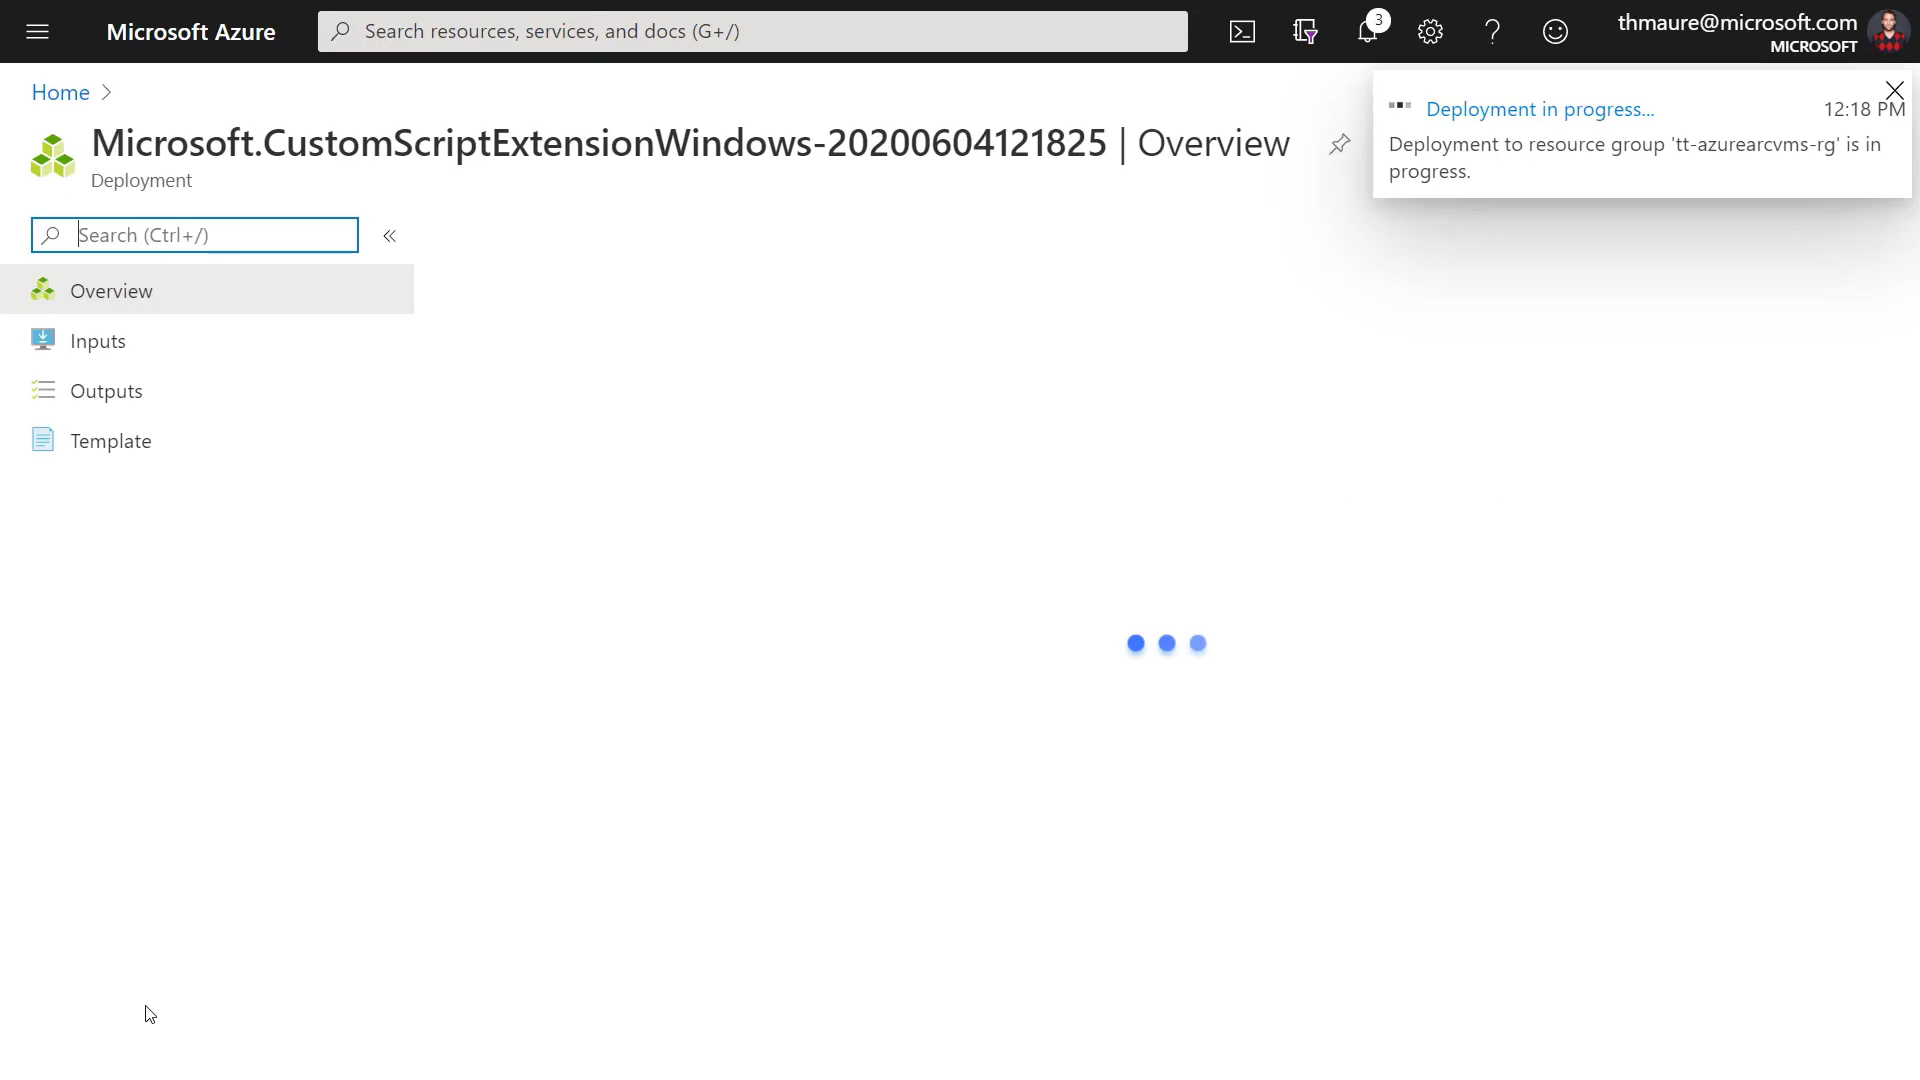 Microsoft Azure
Search resources, services, and docs (G+/)
3
thmaure@microsoft.com
MICROSOFT
Home
Deployment in progress...
12:18 PM
Deployment to resource group 'tt-azurearcvms-rg' is in
progress.
Microsoft.CustomScriptExtensionWindows-20200604121825 | Overview
Deployment
Search (Ctrl+/)
Overview
Inputs
Outputs
Template